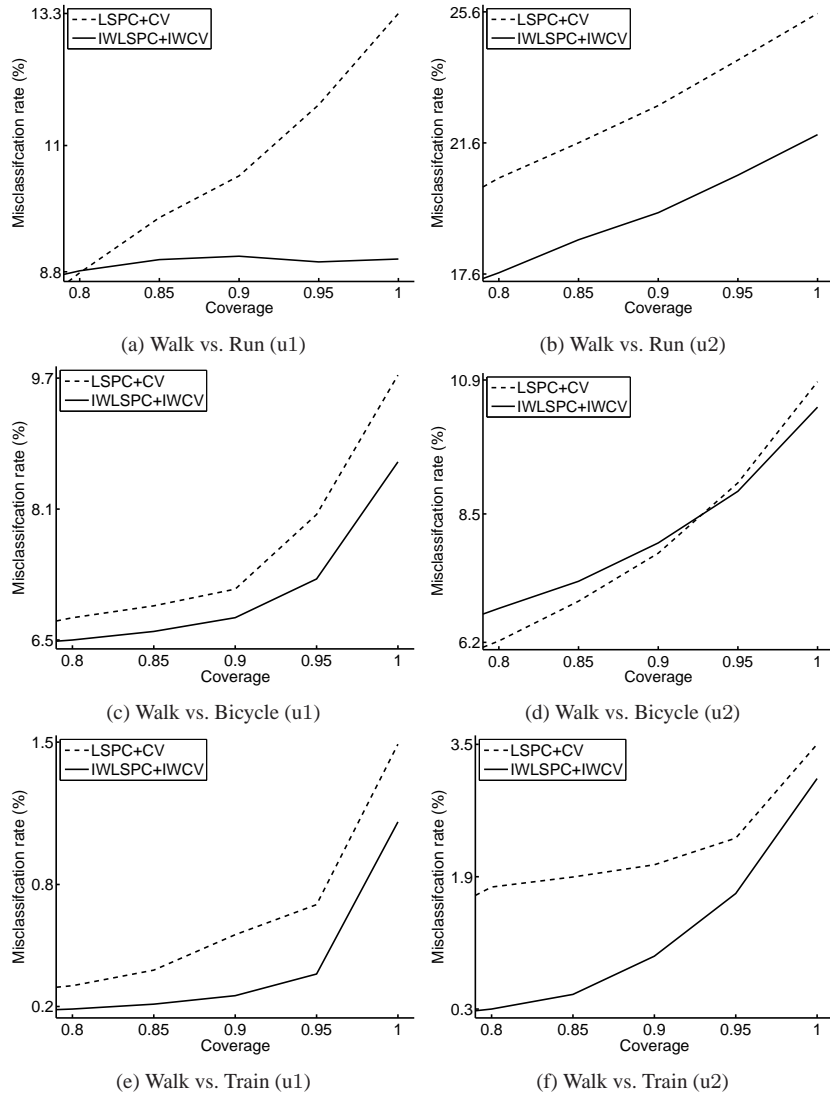 LSPC+CV
IWLSPC+IWCV
13.3
11
8.8
Misclassifcation rate (%)
0.8 0.85 0.9 0.95 1
Coverage
(a) Walk vs. Run (u1)
LSPC+CV
IWLSPC+IWCV
25.6
21.6
17.6
Misclassifcation rate (%)
0.8 0.85 0.9 0.95 1
Coverage
(b) Walk vs. Run (u2)
LSPC+CV
IWLSPC+IWCV
9.7
8.1
6.5
Misclassifcation rate (%)
0.8 0.85 0.9 0.95 1
Coverage
(c) Walk vs. Bicycle (u1)
LSPC+CV
IWLSPC+IWCV
10.9
8.5
6.2
Misclassifcation rate (%)
0.8 0.85 0.9 0.95 1
Coverage
(d) Walk vs. Bicycle (u2)
LSPC+CV
IWLSPC+IWCV
1.5
0.8
0.2
Misclassifcation rate (%)
0.8 0.85 0.9 0.95 1
Coverage
(e) Walk vs. Train (u1)
LSPC+CV
IWLSPC+IWCV
3.5
1.9
0.3
Misclassifcation rate (%)
0.8 0.85 0.9 0.95 1
Coverage
(f) Walk vs. Train (u2)